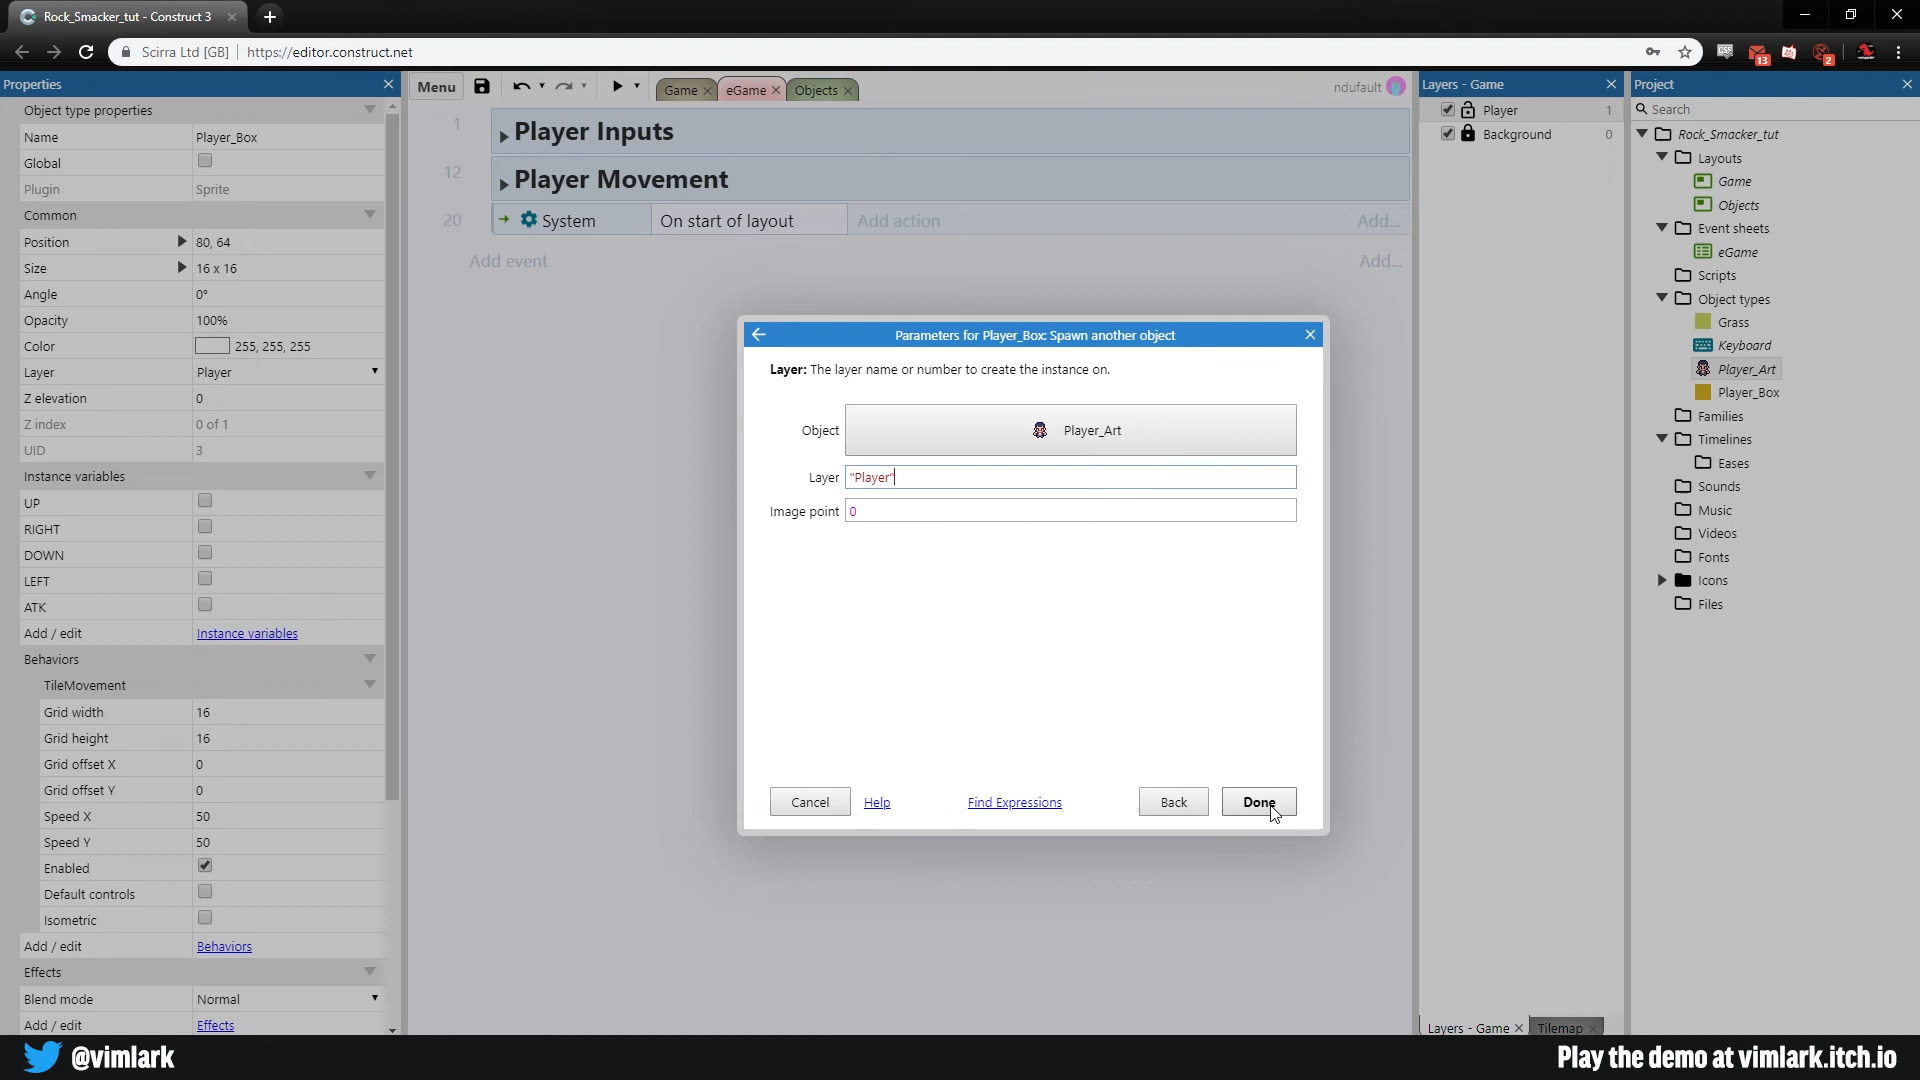 Rock_Smacker_tut - Construct 3
Scirra Ltd [GB] https://editor.construct.net
13
2
Properties
Object type properties
Name Player_Box
Global
Plugin Sprite
Common
Position 80, 64
Size 16 x 16
Angle 0°
Opacity 100%
Color 255, 255, 255
Layer Player
Z elevation 0
Z index 0 of 1
UID 3
Instance variables
UP
RIGHT
DOWN
LEFT
ATK
Add / edit Instance variables
Behaviors
TileMovement
Grid width 16
Grid height 16
Grid offset X 0
Grid offset Y 0
Speed X 50
Speed Y 50
Enabled
Default controls
Isometric
Add / edit Behaviors
Effects
Blend mode Normal
Add / edit Effects
Menu
Game
eGame
Objects
ndufault
1 Player Inputs
12 Player Movement
20 System On start of layout Add action Add...
Add event Add...
Parameters for Player_Box: Spawn another object
Layer: The layer name or number to create the instance on.
Object Player_Art
Layer "Player"
Image point 0
Cancel Help Find Expressions Back Done
Layers - Game
Player 1
Background 0
Layers - Game Tilemap
Project
Search
Rock_Smacker_tut
Layouts
Game
Objects
Event sheets
eGame
Scripts
Object types
Grass
Keyboard
Player_Art
Player_Box
Families
Timelines
Eases
Sounds
Music
Videos
Fonts
Icons
Files
@vimlark
Play the demo at vimlark.itch.io